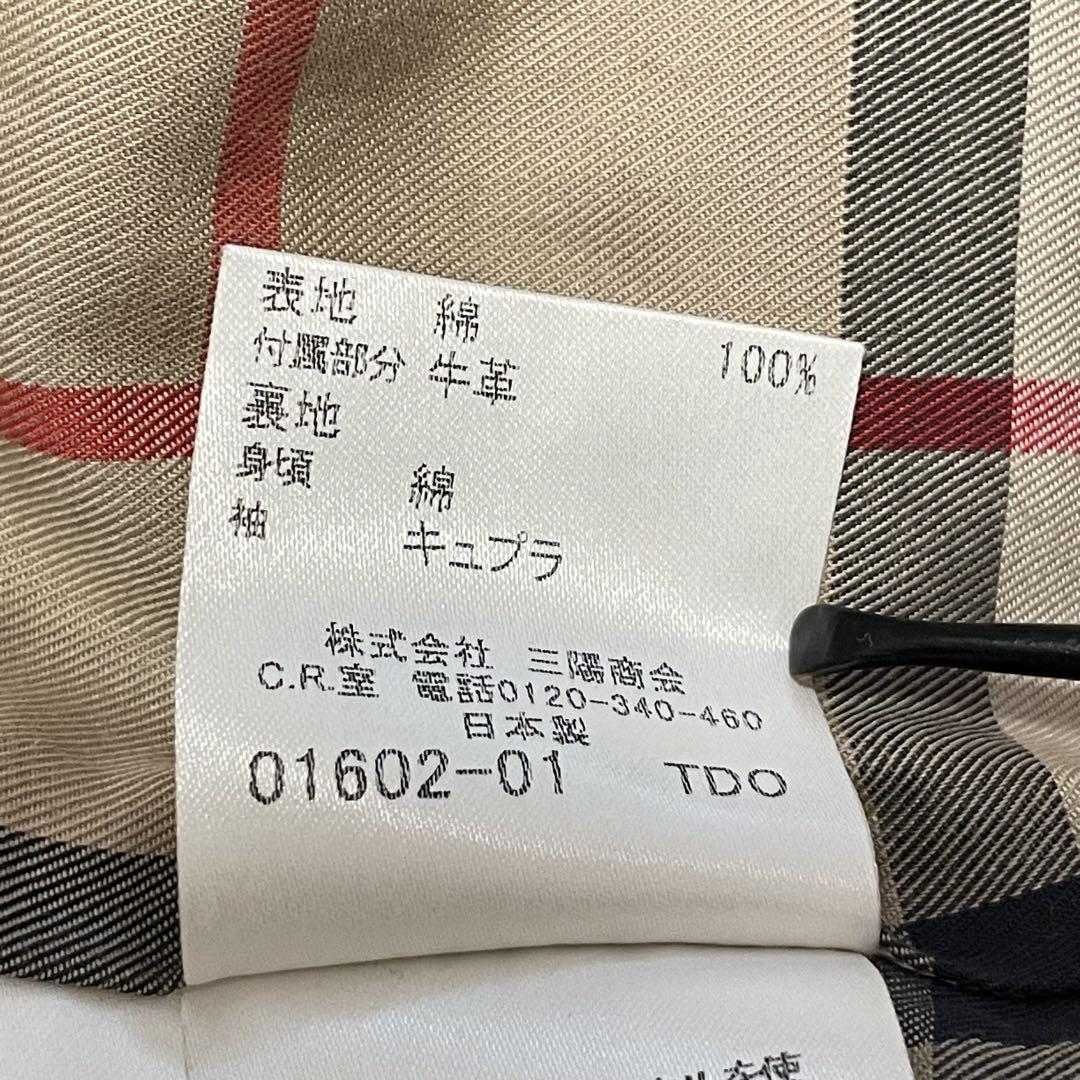 表地 綿 100%
付属部分 牛革
裏地
身頃 綿
袖 キュプラ
株式会社 三陽商会
C.R.室 電話0120-340-460
日本製
01602-01 TDO